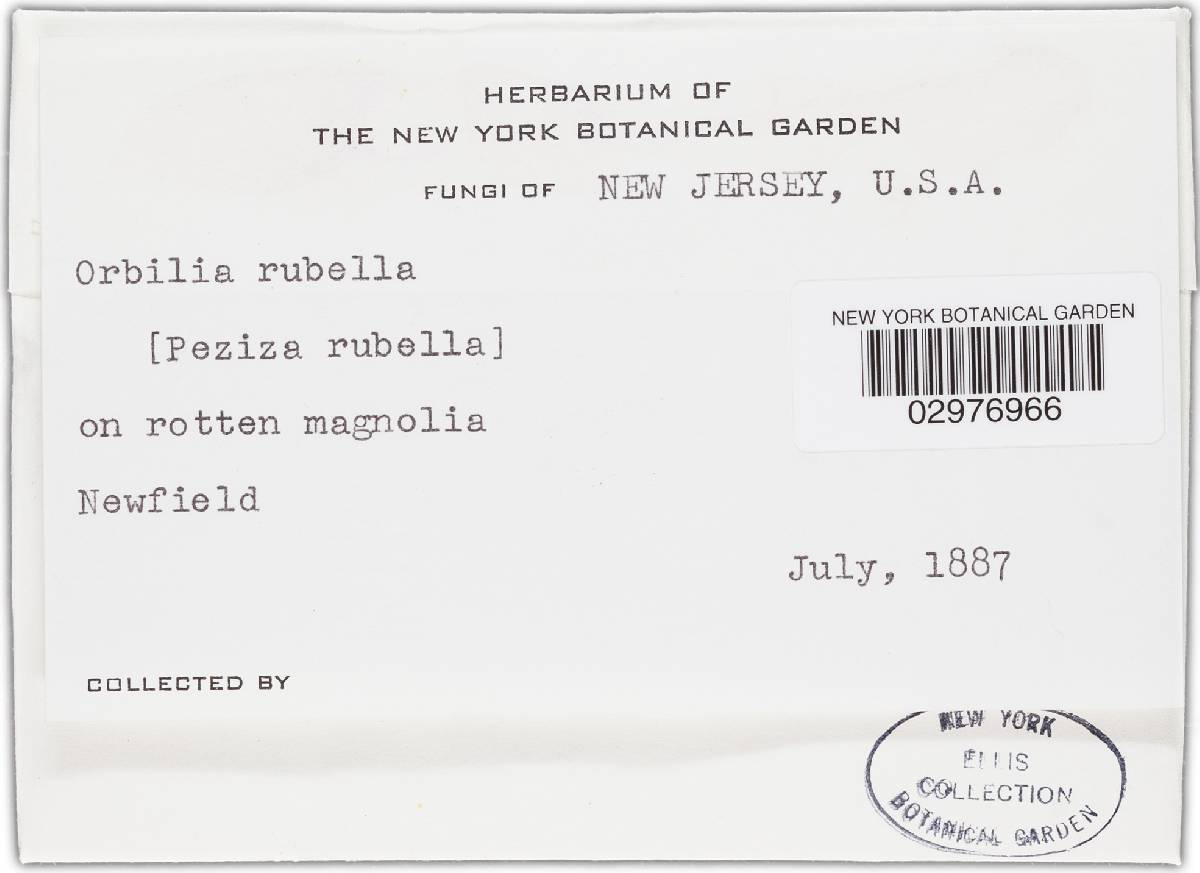 HERBARIUM OF
THE NEW YORK BOTANICAL GARDEN
FUNGI OF NEW JERSEY, U.S.A.
Orbilia rubella
[Peziza rubella]
on rotten magnolia
Newfield
NEW YORK BOTANICAL GARDEN
02976966
July, 1887
COLLECTED BY
NEW YORK
ELLIS
COLLECTION
BOTANICAL GARDEN